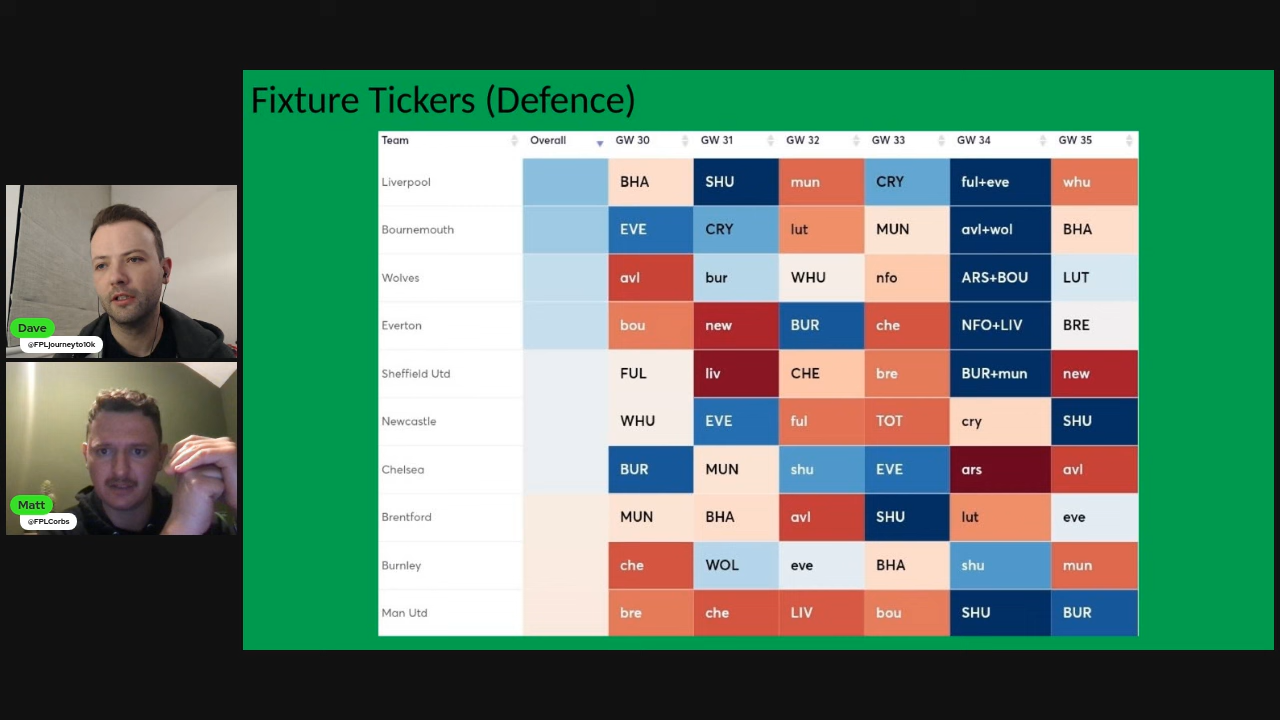 Fixture Tickers (Defence)
Team Overall GW 30 GW 31 GW 32 GW 33 GW 34 GW 35
Liverpool BHA SHU mun CRY ful+eve whu
Bournemouth EVE CRY lut MUN avl+wol BHA
Wolves avl bur WHU nfo ARS+BOU LUT
Everton bou new BUR che NFO+LIV BRE
Sheffield Utd FUL liv CHE bre BUR+mun new
Newcastle WHU EVE ful TOT cry SHU
Chelsea BUR MUN shu EVE ars avl
Brentford MUN BHA avl SHU lut eve
Burnley che WOL eve BHA shu mun
Man Utd bre che LIV bou SHU BUR
Dave
@FPLjourneyto10k
Matt
@FPLCorbs